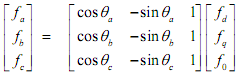 [f_a] = [cos θ_a  −sin θ_a  1] [f_d]
[f_b] = [cos θ_b  −sin θ_b  1] [f_q]
[f_c] = [cos θ_c  −sin θ_c  1] [f_0]